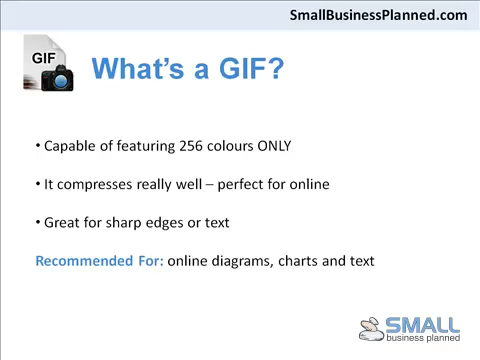 SmallBusinessPlanned.com
GIF
What's a GIF?
• Capable of featuring 256 colours ONLY
• It compresses really well – perfect for online
• Great for sharp edges or text
Recommended For: online diagrams, charts and text
SMALL
business planned